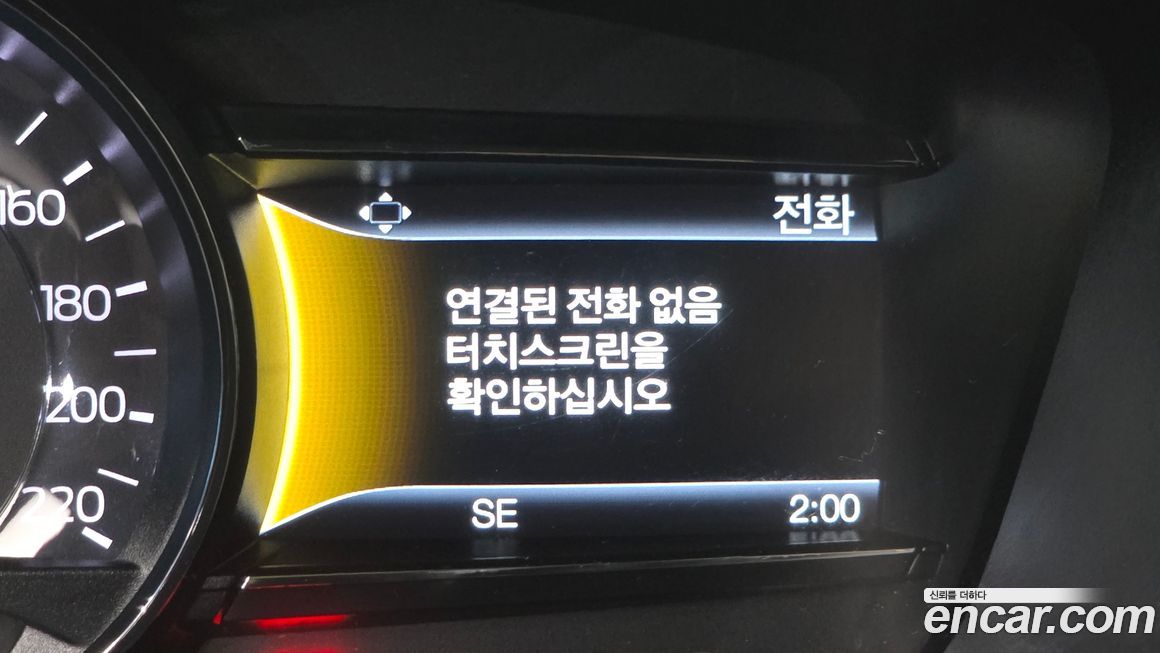 160
180
200
220
전화
연결된 전화 없음
터치스크린을
확인하십시오
SE
2:00
신뢰를 더하다
encar.com